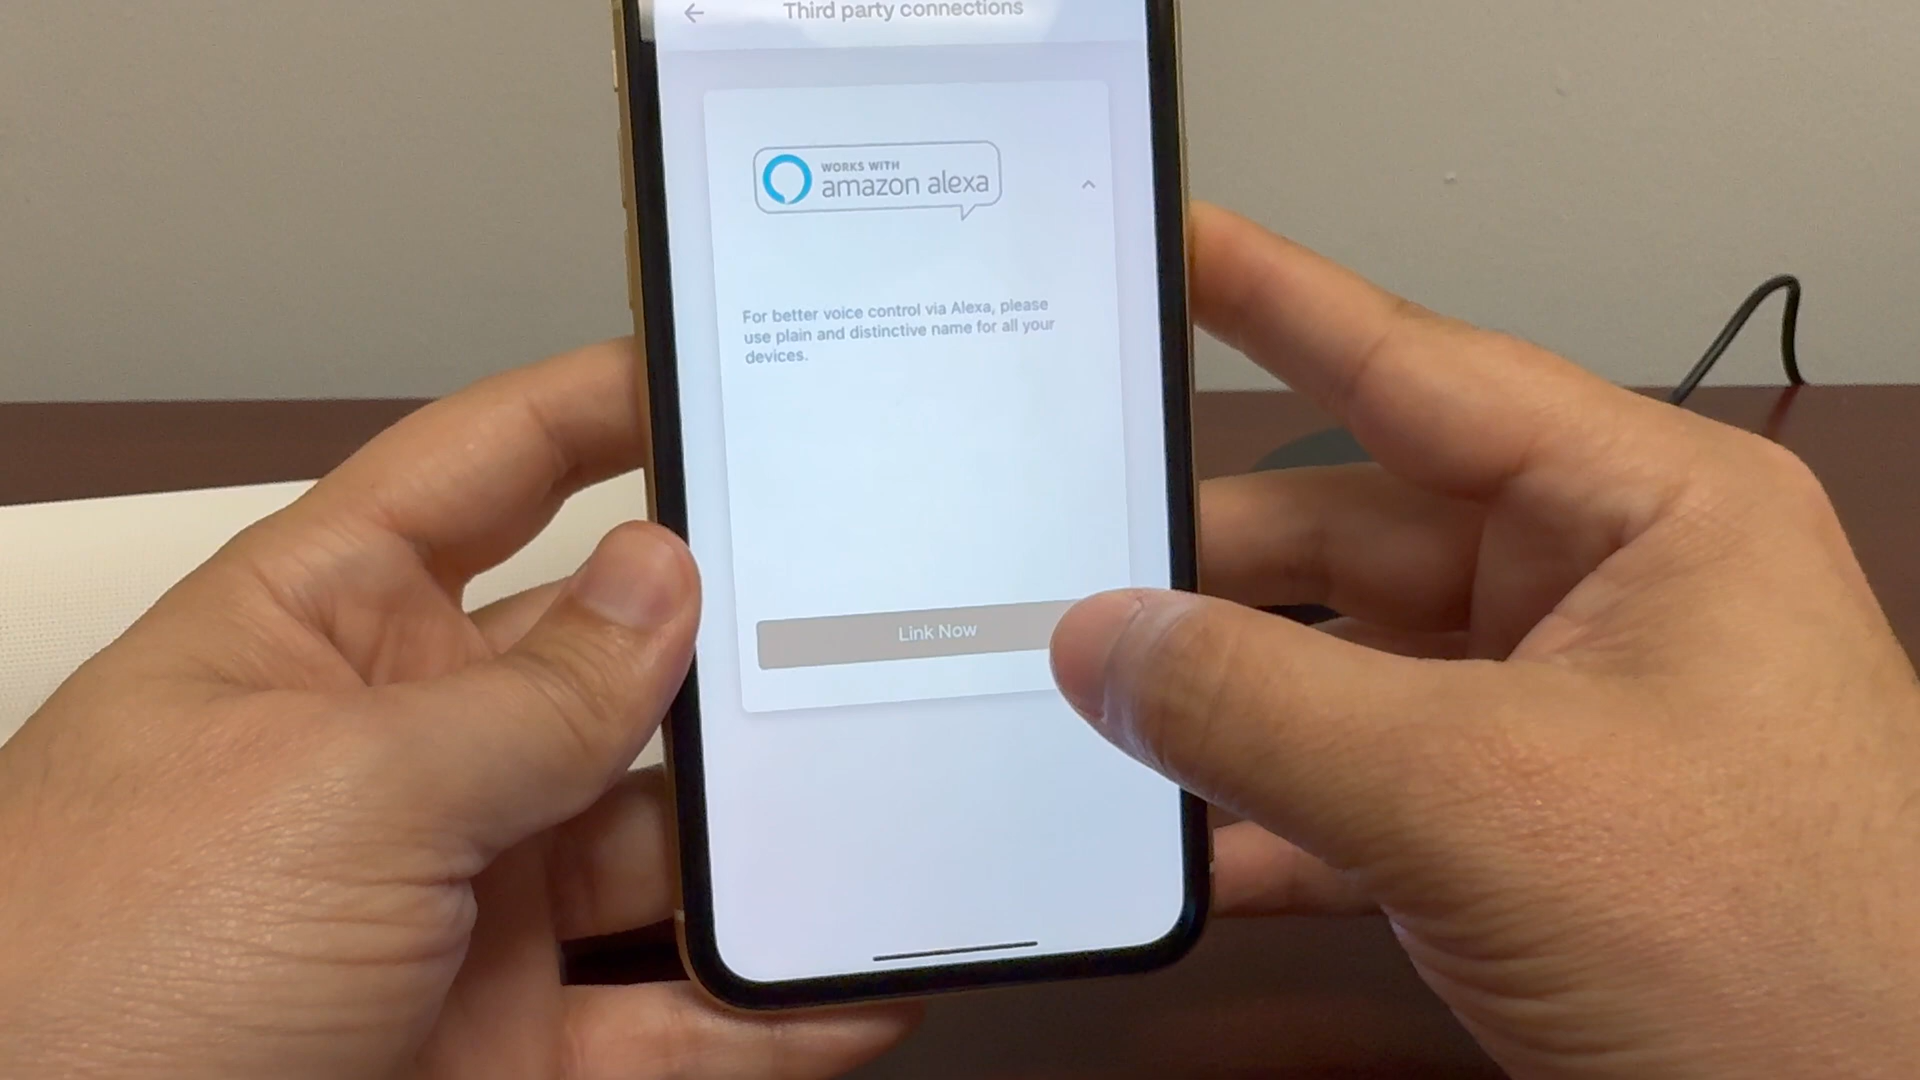 Third party connections
WORKS WITH
amazon alexa
For better voice control via Alexa, please
use plain and distinctive name for all your
devices.
Link Now